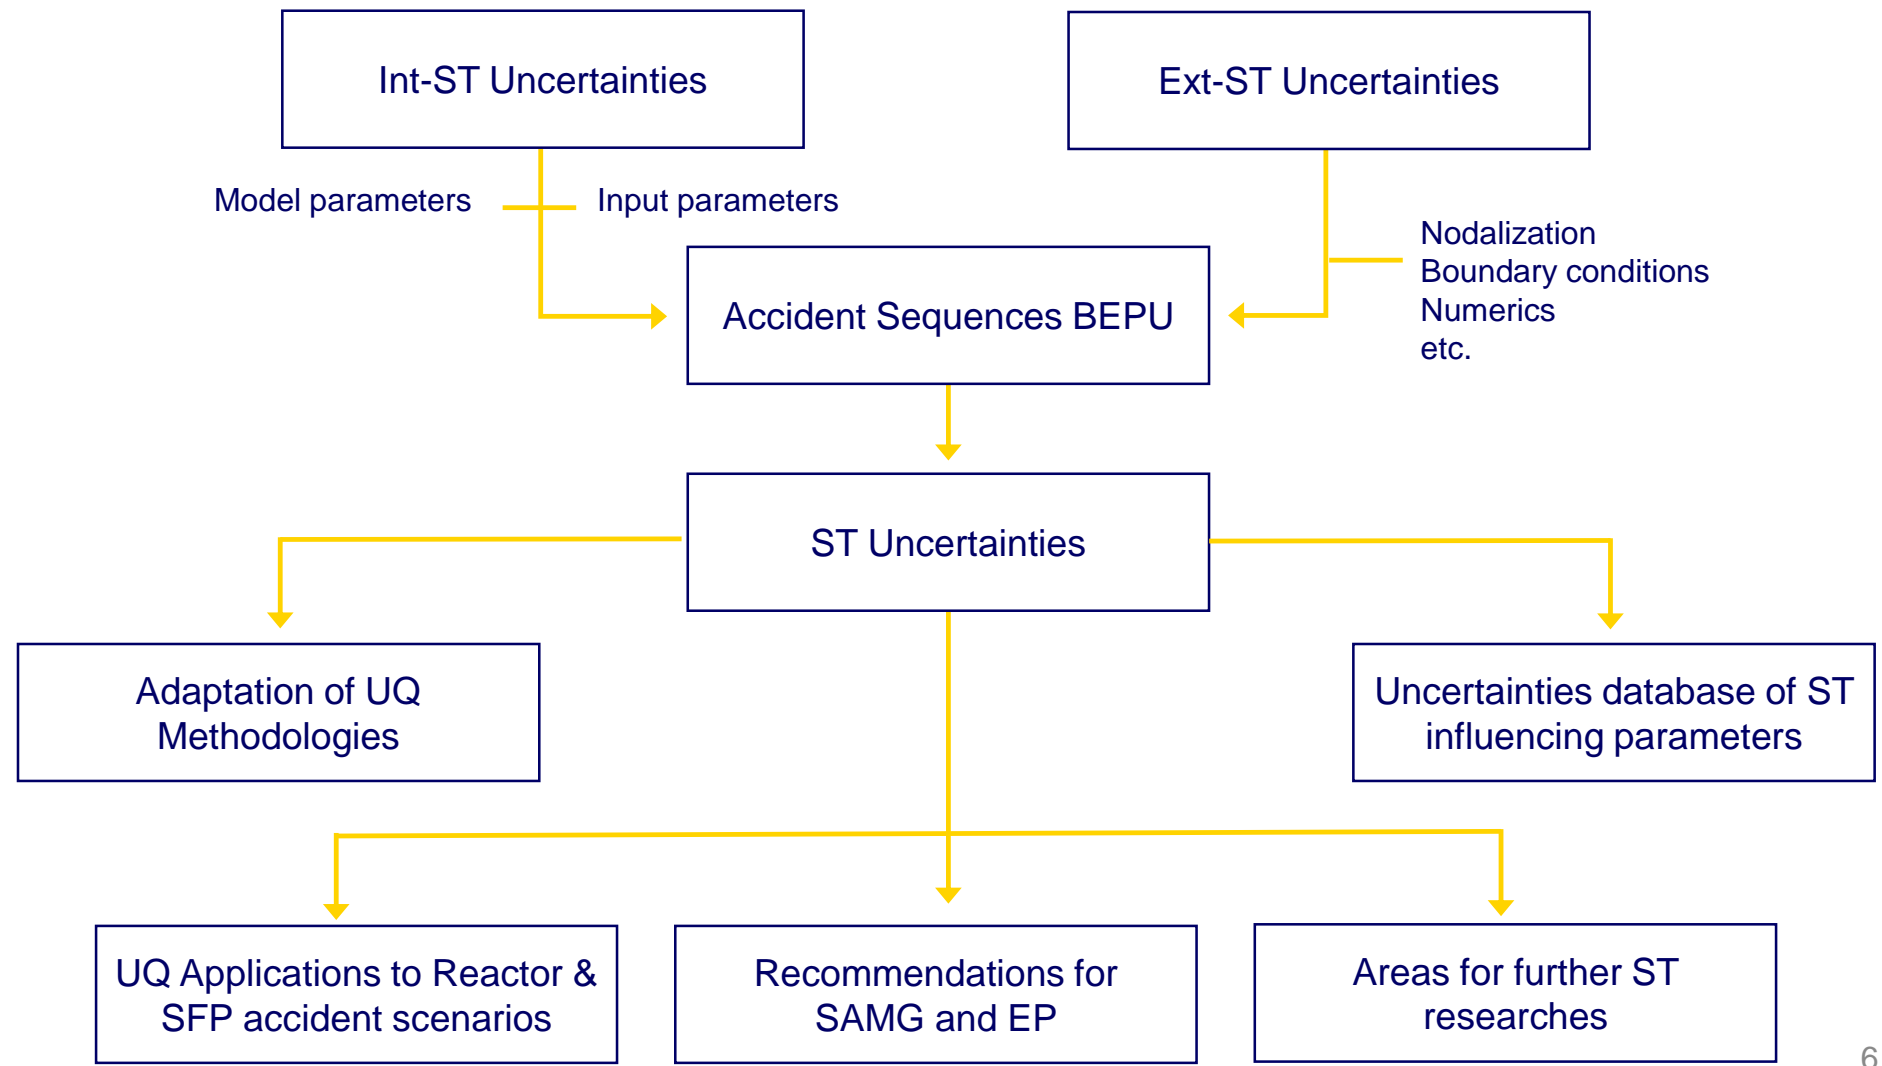 Int-ST Uncertainties
Ext-ST Uncertainties
Model parameters
Input parameters
Nodalization
Boundary conditions
Numerics
etc.
Accident Sequences BEPU
ST Uncertainties
Adaptation of UQ
Methodologies
Uncertainties database of ST
influencing parameters
UQ Applications to Reactor &
SFP accident scenarios
Recommendations for
SAMG and EP
Areas for further ST
researches
6